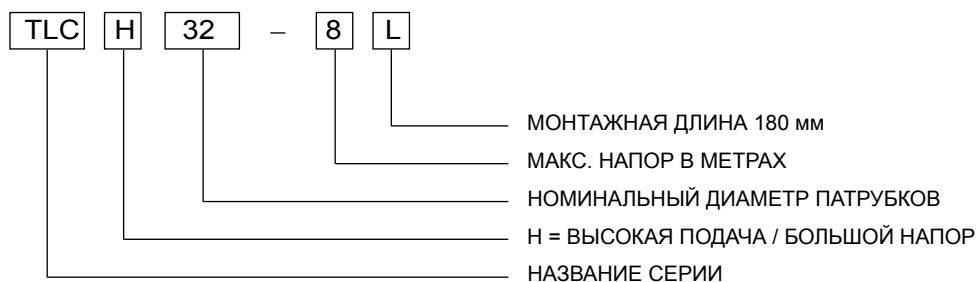 TLC H 32 – 8 L
МОНТАЖНАЯ ДЛИНА 180 мм
МАКС. НАПОР В МЕТРАХ
НОМИНАЛЬНЫЙ ДИАМЕТР ПАТРУБКОВ
Н = ВЫСОКАЯ ПОДАЧА / БОЛЬШОЙ НАПОР
НАЗВАНИЕ СЕРИИ